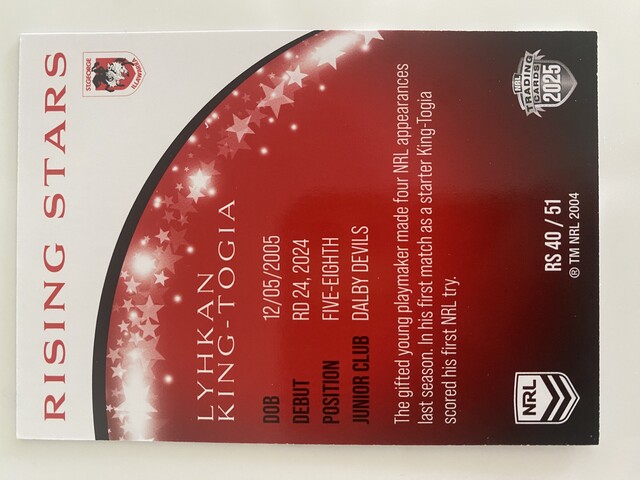 RISING STARS
ST.GEORGE
ILLAWARRA
LYHKAN
KING-TOGIA
DOB 12/05/2005
DEBUT RD 24, 2024
POSITION FIVE-EIGHTH
JUNIOR CLUB DALBY DEVILS
The gifted young playmaker made four NRL appearances
last season. In his first match as a starter King-Togia
scored his first NRL try.
NRL
RS 40 / 51
® TM NRL 2004
NRL
TRADING
CARDS
2025